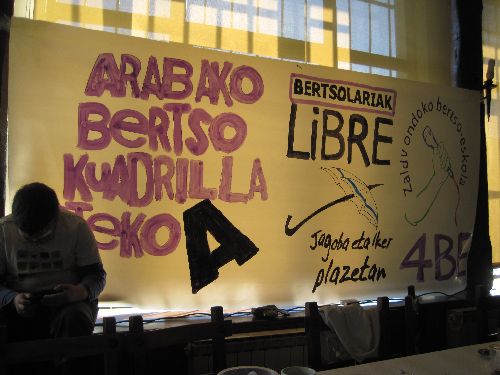 ARABAKO
BERTSO
KUADRILLA
TEKO A
BERTSOLARIAK
LiBRE
Jagoba eta Iker
plazetan
Zaldu ondoko bertso-eskola
4BE